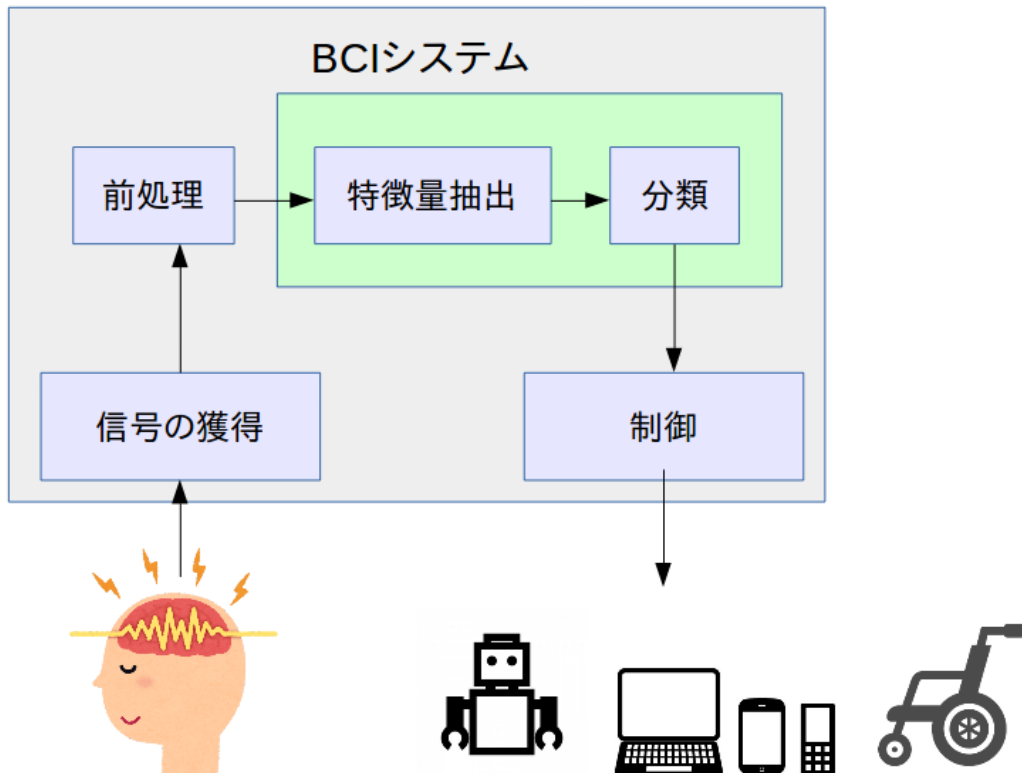 BCIシステム
前処理
特徴量抽出
分類
信号の獲得
制御